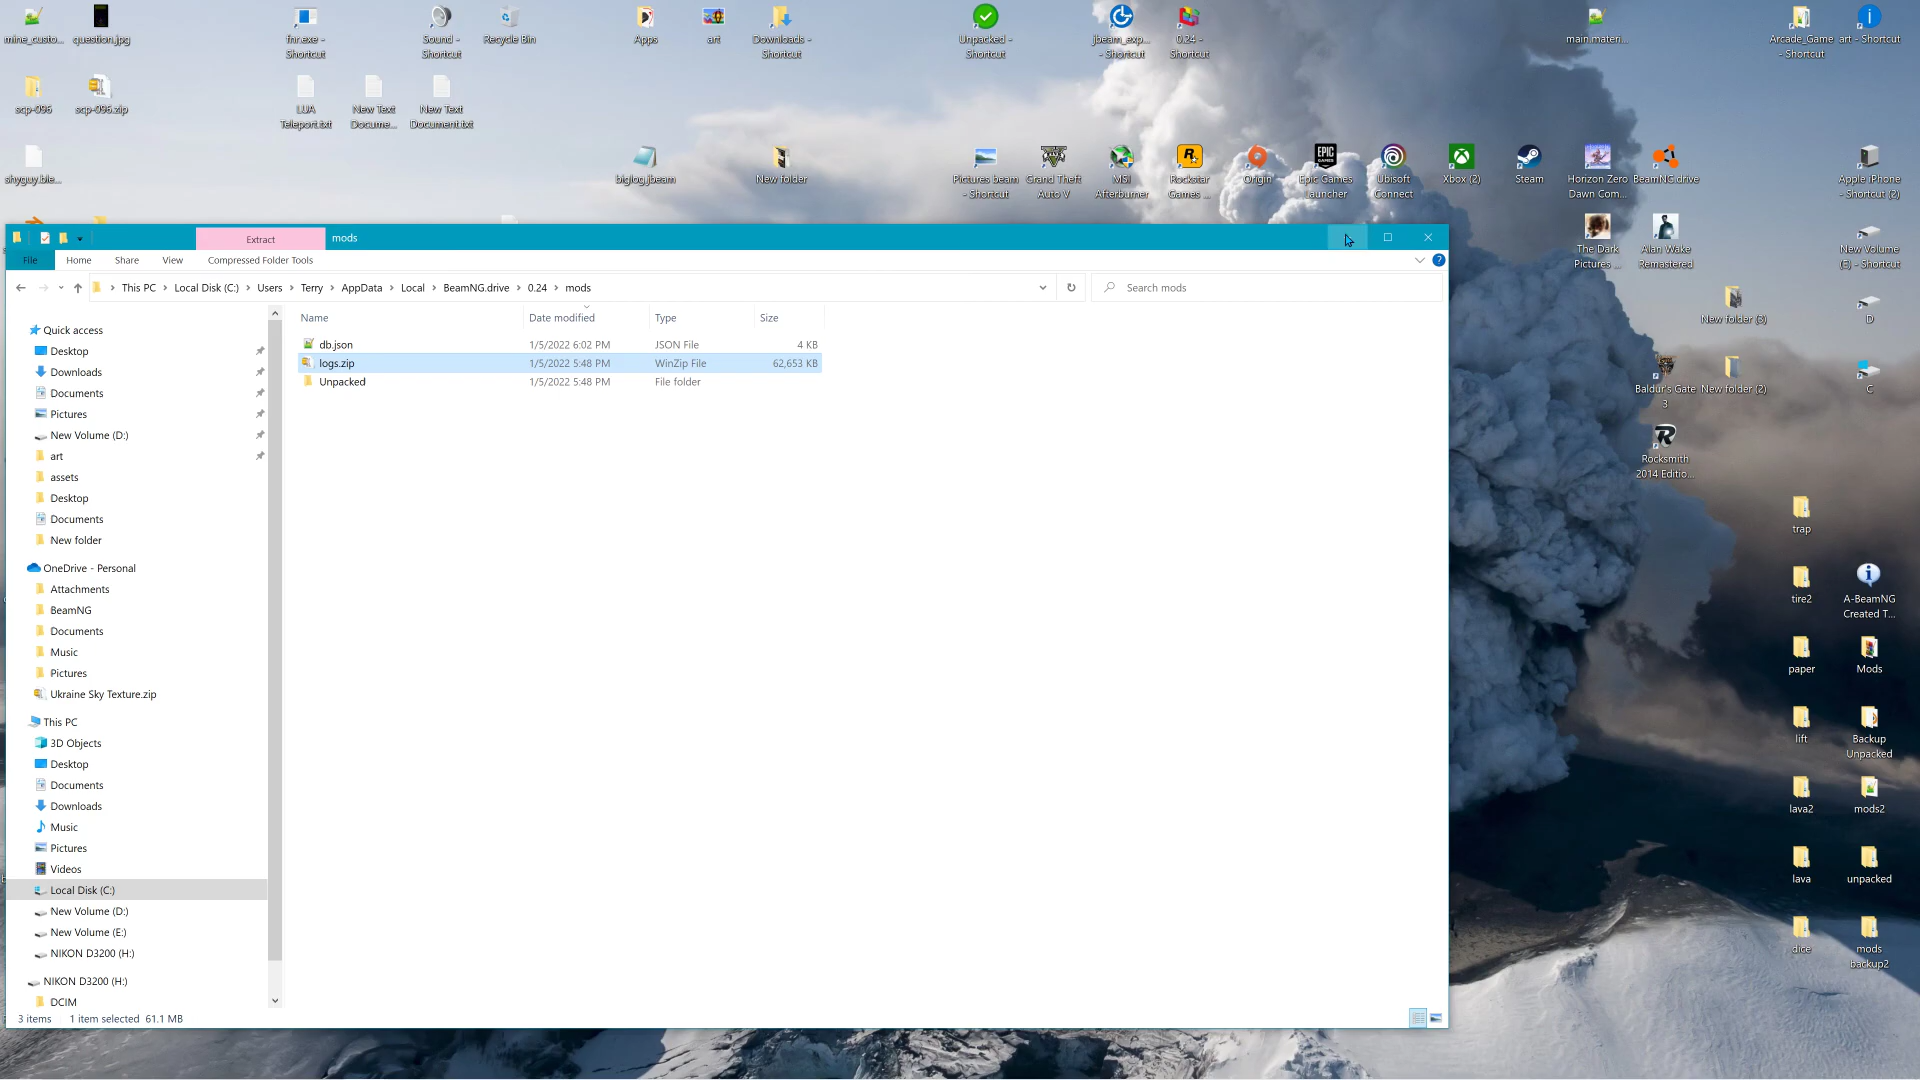 mine_custo...
question.jpg
fnr.exe -
Shortcut
Sound -
Shortcut
Recycle Bin
Apps
art
Downloads -
Shortcut
Unpacked -
Shortcut
jbeam_exp...
- Shortcut
0.24 -
Shortcut
main.materi...
Arcade_Game
- Shortcut
art - Shortcut
scp-096
scp-096.zip
LUA
Teleport.txt
New Text
Docume...
New Text
Document.txt
shyguy.ble...
biglog.jbeam
New folder
Pictures beam
- Shortcut
Grand Theft
Auto V
MSI
Afterburner
Rockstar
Games ...
Origin
Epic Games
Launcher
Ubisoft
Connect
Xbox (2)
Steam
Horizon Zero
Dawn Com...
BeamNG.drive
Apple iPhone
- Shortcut (2)
The Dark
Pictures ...
Alan Wake
Remastered
New Volume
(E) - Shortcut
New folder (3)
D
Baldur's Gate
3
New folder (2)
C
Rocksmith
2014 Editio...
trap
tire2
A-BeamNG
Created T...
paper
Mods
lift
Backup
Unpacked
lava2
mods2
lava
unpacked
dice
mods
backup2
Extract
mods
File
Home
Share
View
Compressed Folder Tools
This PC > Local Disk (C:) > Users > Terry > AppData > Local > BeamNG.drive > 0.24 > mods
Search mods
Name
Date modified
Type
Size
db.json 1/5/2022 6:02 PM JSON File 4 KB
logs.zip 1/5/2022 5:48 PM WinZip File 62,653 KB
Unpacked 1/5/2022 5:48 PM File folder
Quick access
Desktop
Downloads
Documents
Pictures
New Volume (D:)
art
assets
Desktop
Documents
New folder
OneDrive - Personal
Attachments
BeamNG
Documents
Music
Pictures
Ukraine Sky Texture.zip
This PC
3D Objects
Desktop
Documents
Downloads
Music
Pictures
Videos
Local Disk (C:)
New Volume (D:)
New Volume (E:)
NIKON D3200 (H:)
NIKON D3200 (H:)
DCIM
3 items 1 item selected 61.1 MB